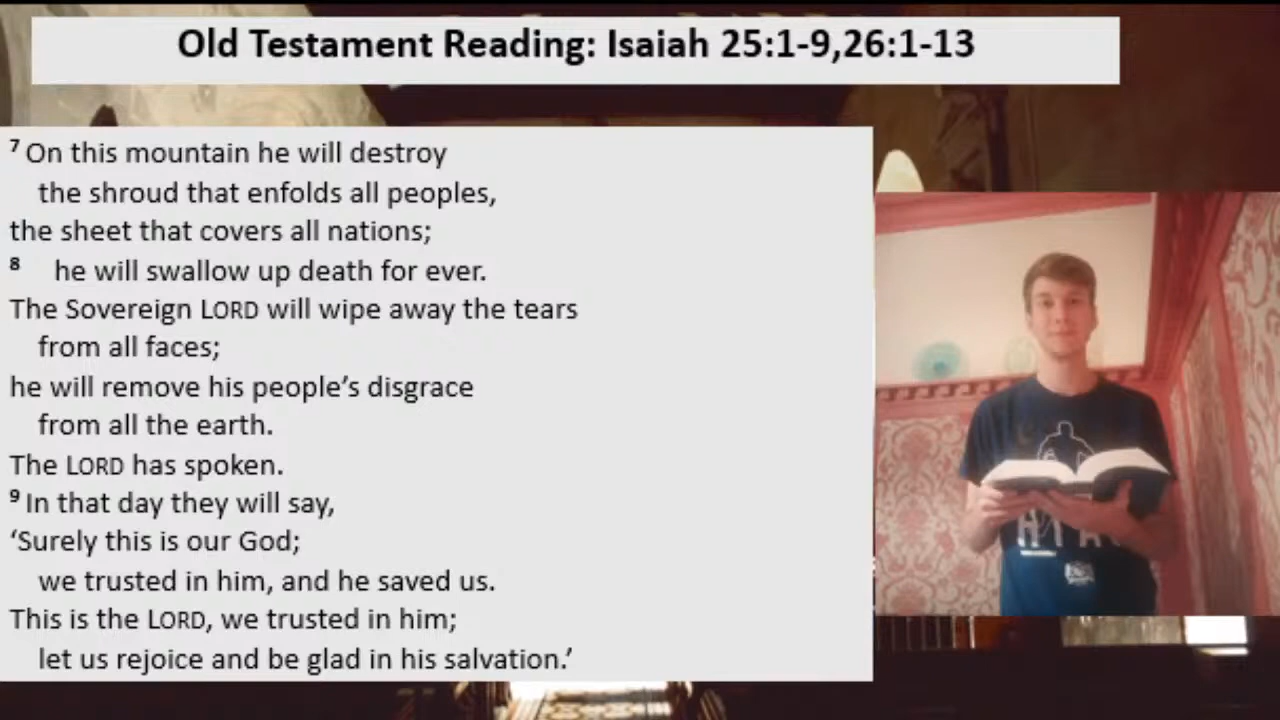 Old Testament Reading: Isaiah 25:1-9,26:1-13
7 On this mountain he will destroy
the shroud that enfolds all peoples,
the sheet that covers all nations;
8 he will swallow up death for ever.
The Sovereign LORD will wipe away the tears
from all faces;
he will remove his people’s disgrace
from all the earth.
The LORD has spoken.
9 In that day they will say,
‘Surely this is our God;
we trusted in him, and he saved us.
This is the LORD, we trusted in him;
let us rejoice and be glad in his salvation.’